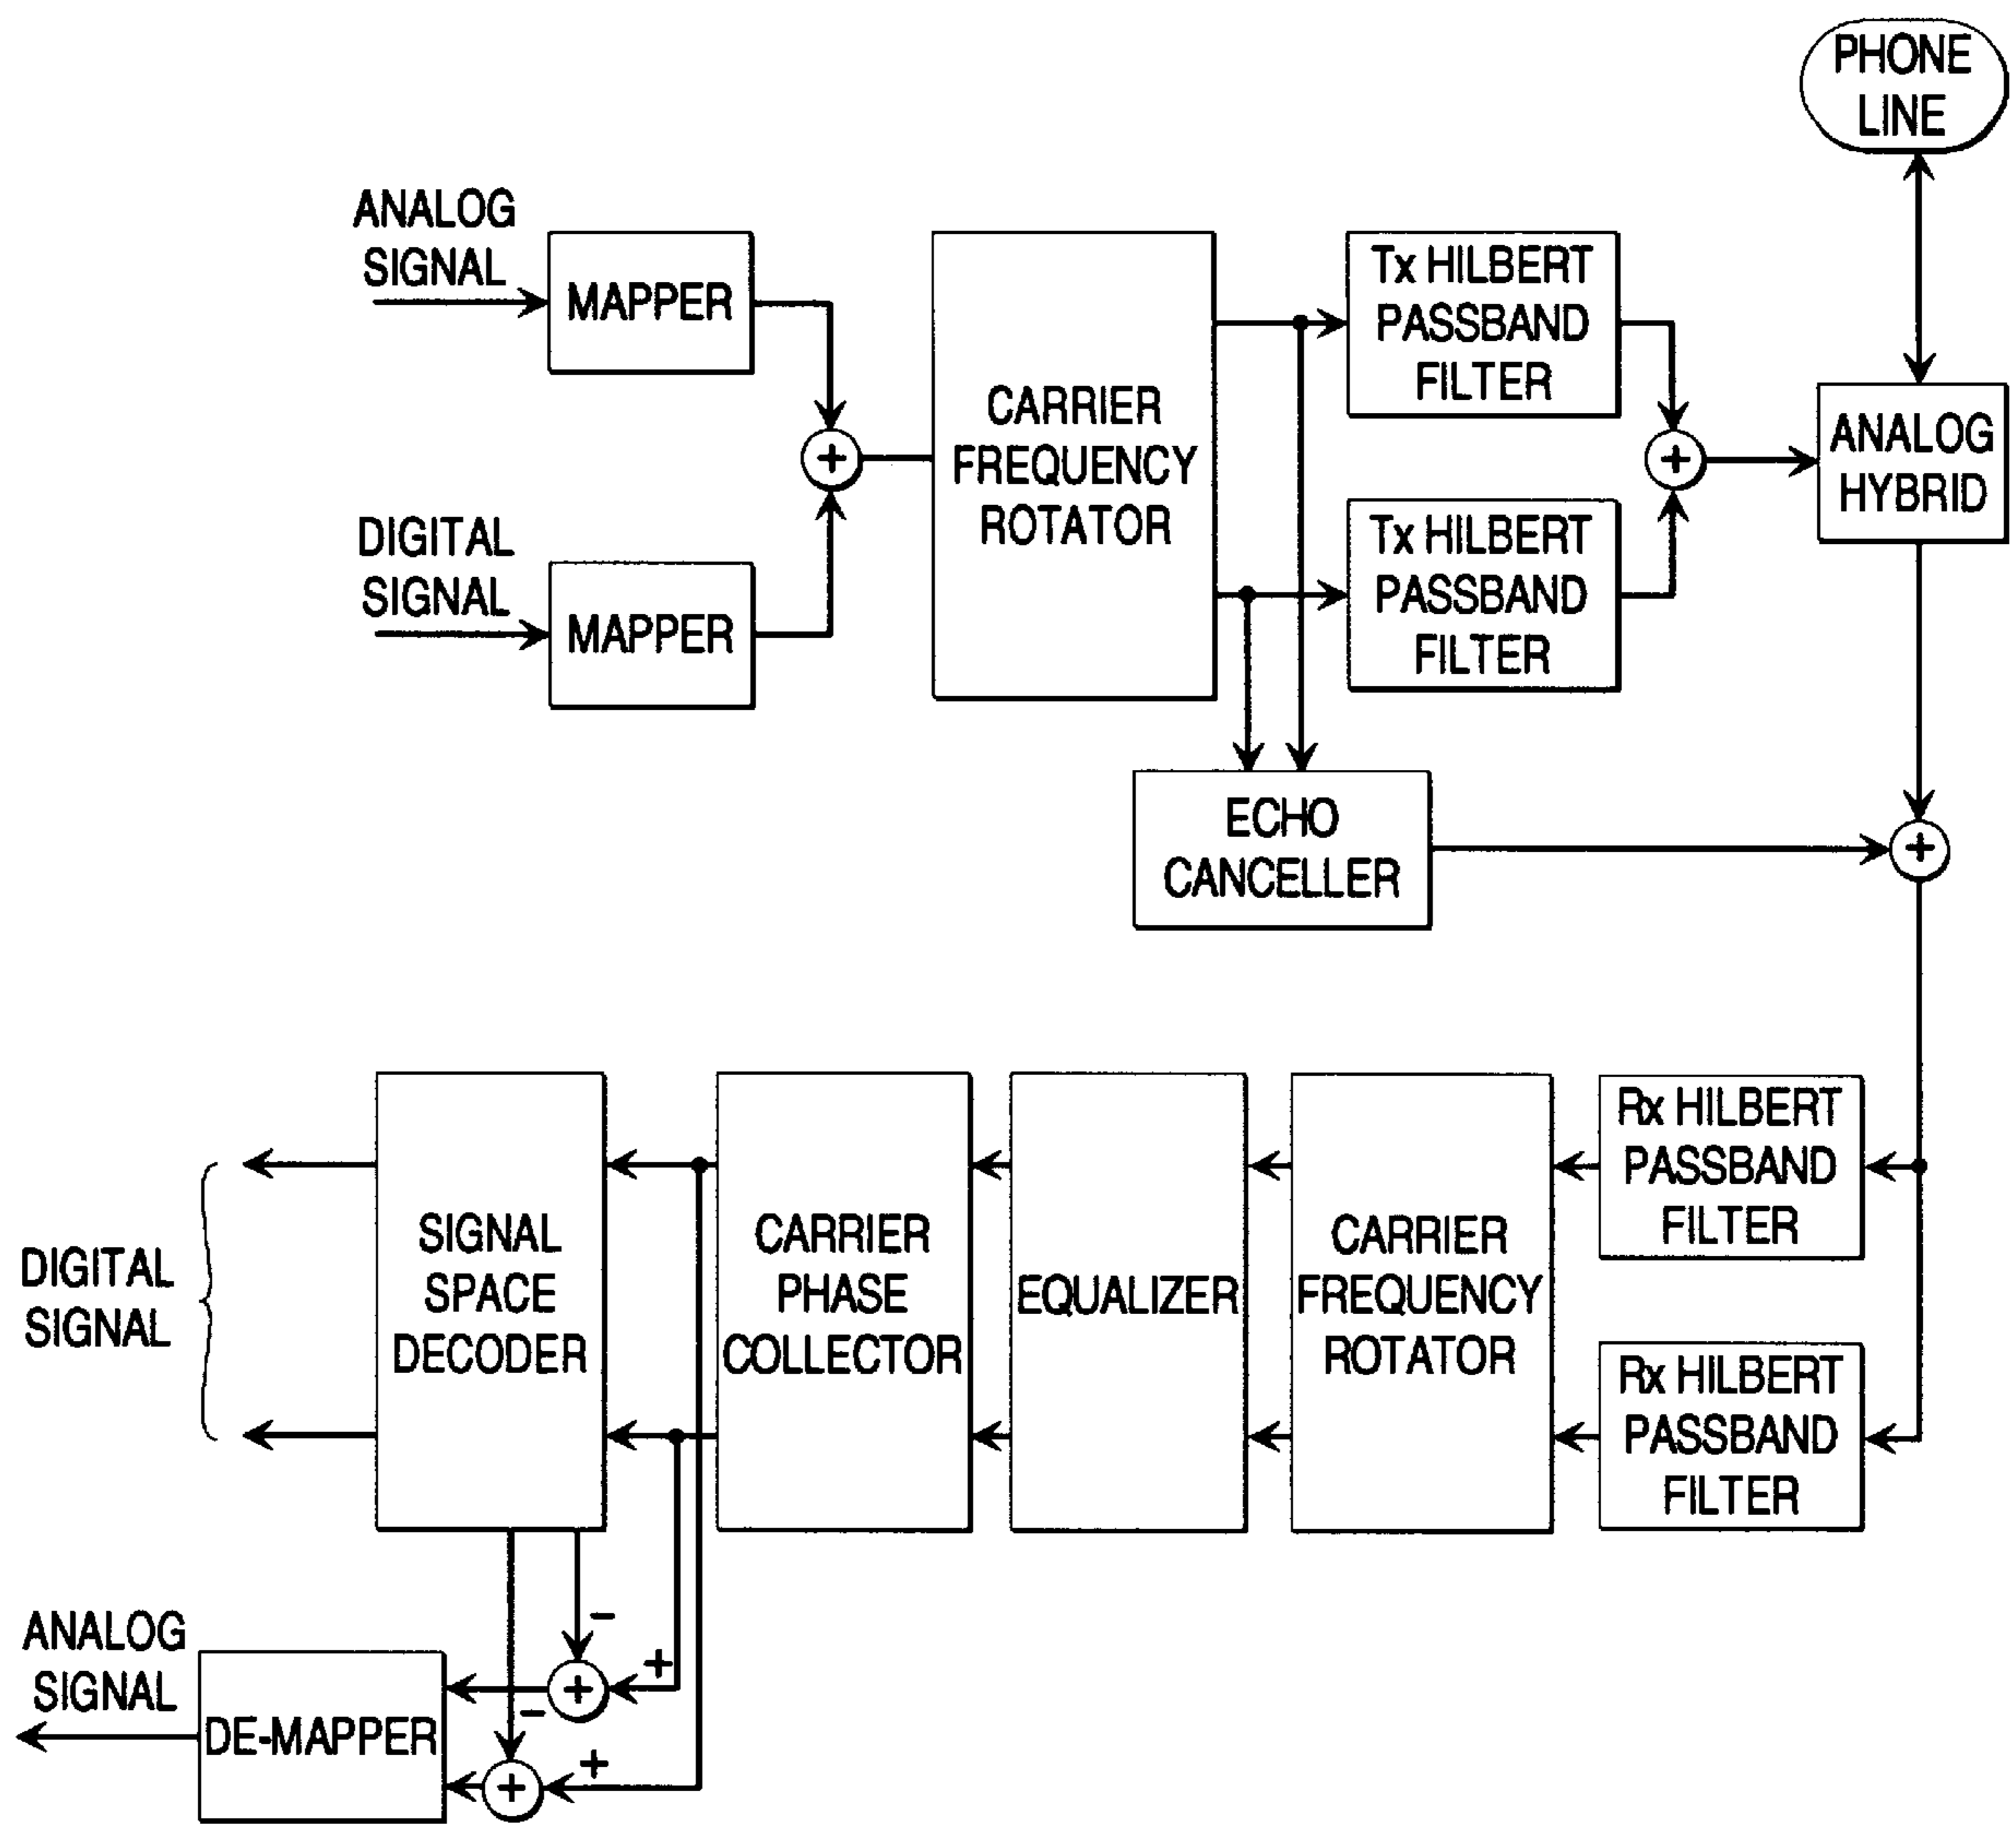 PHONE
LINE
ANALOG
SIGNAL
MAPPER
DIGITAL
SIGNAL
MAPPER
+
CARRIER
FREQUENCY
ROTATOR
Tx HILBERT
PASSBAND
FILTER
Tx HILBERT
PASSBAND
FILTER
+
ANALOG
HYBRID
ECHO
CANCELLER
+
Rx HILBERT
PASSBAND
FILTER
Rx HILBERT
PASSBAND
FILTER
CARRIER
FREQUENCY
ROTATOR
EQUALIZER
CARRIER
PHASE
COLLECTOR
SIGNAL
SPACE
DECODER
DIGITAL
SIGNAL
−
+
+
−
+
+
DE-MAPPER
ANALOG
SIGNAL